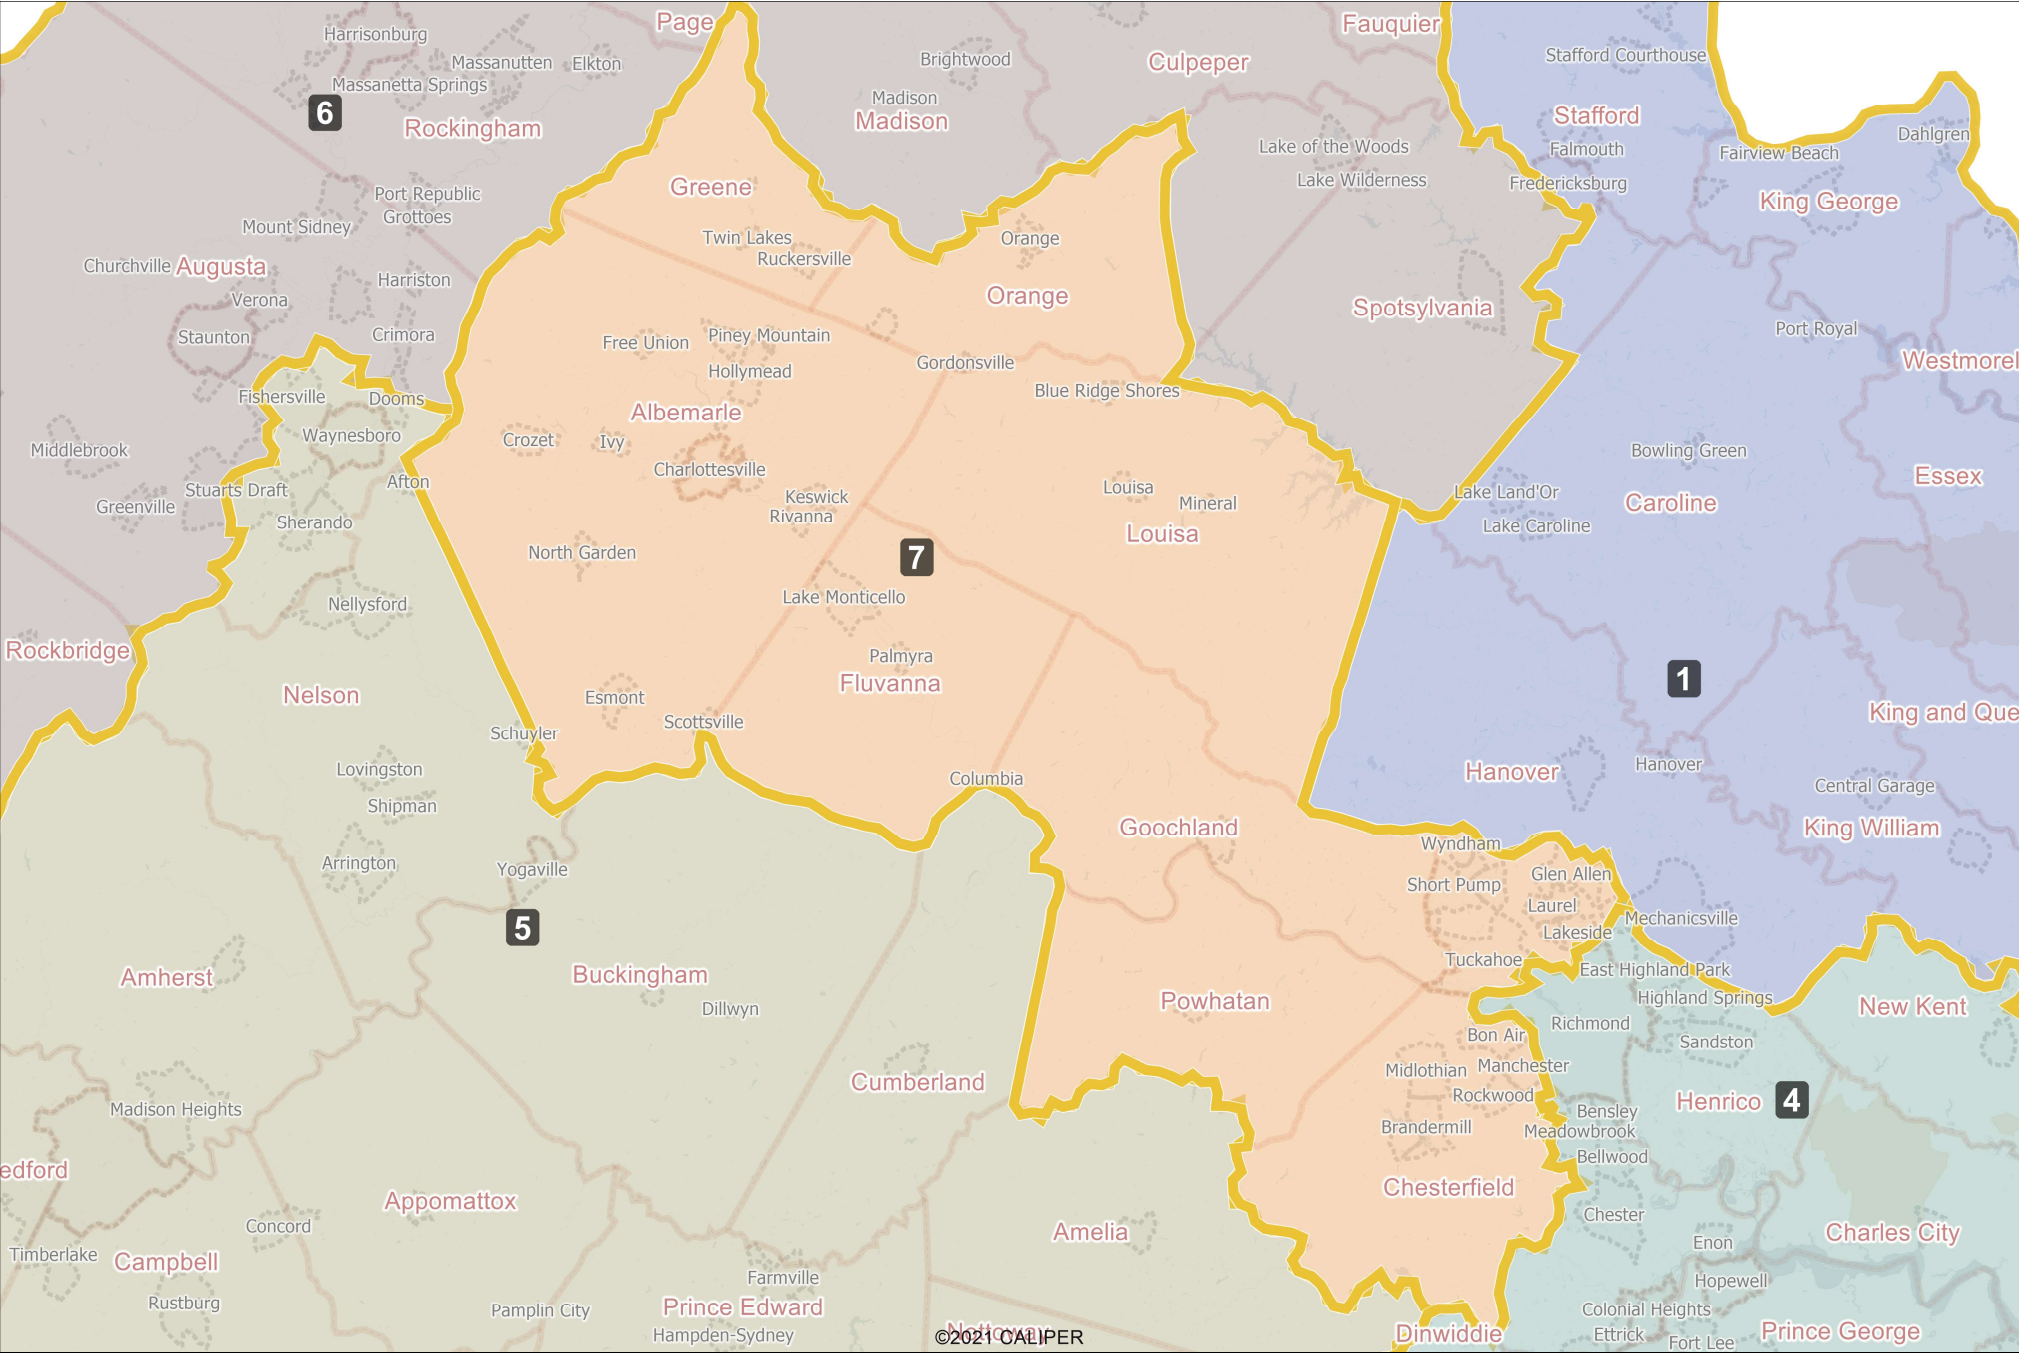 Page
Fauquier
Harrisonburg
Massanutten
Elkton
Brightwood
Culpeper
Stafford Courthouse
Massanetta Springs
6
Rockingham
Madison
Madison
Stafford
Dahlgren
Lake of the Woods
Falmouth
Fairview Beach
Lake Wilderness
Fredericksburg
Greene
Port Republic
Grottoes
King George
Mount Sidney
Twin Lakes
Ruckersville
Orange
Churchville
Augusta
Harriston
Orange
Verona
Spotsylvania
Staunton
Crimora
Free Union
Piney Mountain
Port Royal
Gordonsville
Westmorel
Hollymead
Fishersville
Dooms
Blue Ridge Shores
Albemarle
Waynesboro
Crozet
Ivy
Middlebrook
Bowling Green
Charlottesville
Essex
Afton
Stuarts Draft
Louisa
Lake Land'Or
Keswick
Mineral
Caroline
Greenville
Rivanna
Sherando
Lake Caroline
Louisa
North Garden
7
Nellysford
Lake Monticello
Rockbridge
Palmyra
Fluvanna
1
Nelson
Esmont
King and Que
Scottsville
Schuyler
Lovingston
Columbia
Hanover
Hanover
Shipman
Central Garage
Goochland
King William
Wyndham
Arrington
Yogaville
Short Pump
Glen Allen
Laurel
5
Mechanicsville
Lakeside
Tuckahoe
Amherst
Buckingham
East Highland Park
Powhatan
Highland Springs
New Kent
Dillwyn
Richmond
Bon Air
Sandston
Midlothian
Manchester
Cumberland
Rockwood
Henrico
4
Madison Heights
Bensley
Brandermill
Meadowbrook
Bellwood
edford
Chesterfield
Appomattox
Chester
Concord
Amelia
Charles City
Enon
Timberlake
Campbell
Farmville
Hopewell
Rustburg
Prince Edward
Pamplin City
Colonial Heights
Hampden-Sydney
Nottoway
©2021 CALIPER
Dinwiddie
Ettrick
Fort Lee
Prince George